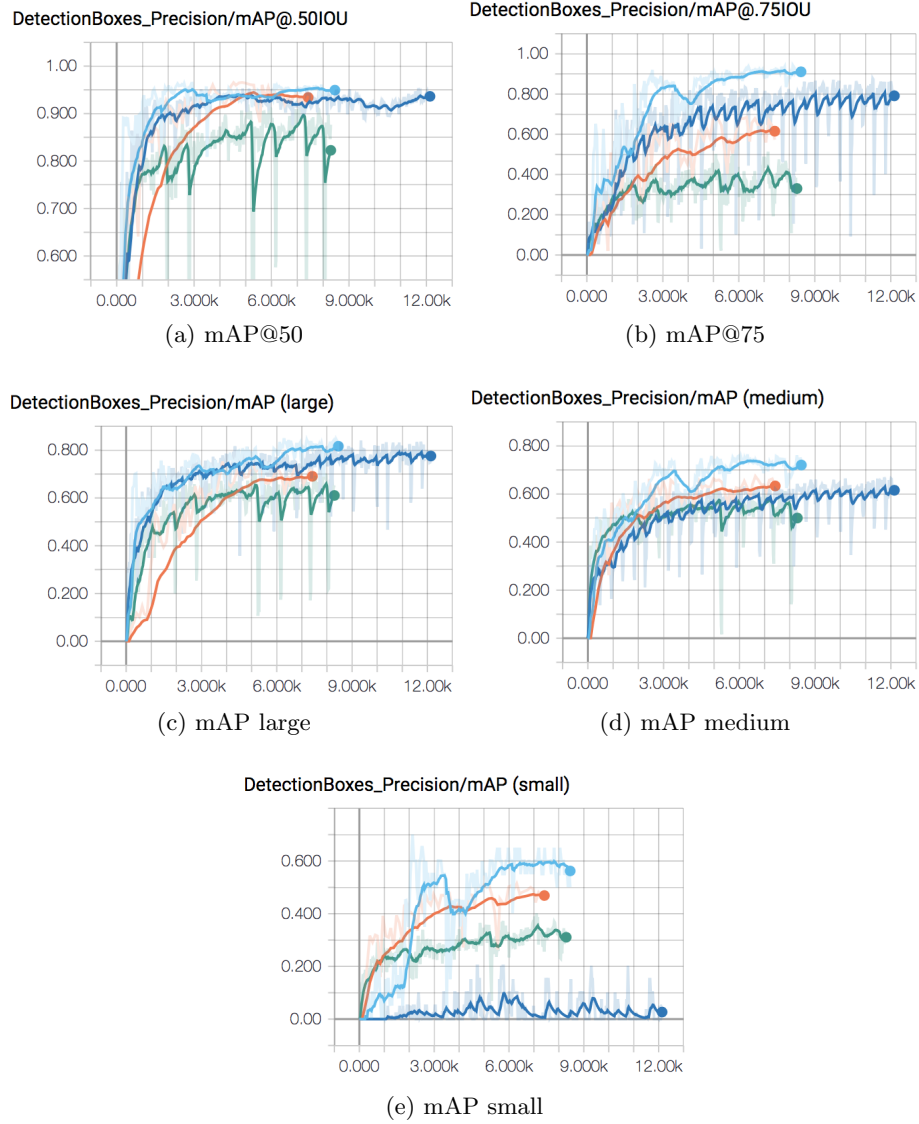 DetectionBoxes_Precision/mAP@.50IOU
1.00
0.900
0.800
0.700
0.600
0.000 3.000k 6.000k 9.000k 12.00k
(a) mAP@50
DetectionBoxes_Precision/mAP@.75IOU
1.00
0.800
0.600
0.400
0.200
0.00
0.000 3.000k 6.000k 9.000k 12.00k
(b) mAP@75
DetectionBoxes_Precision/mAP (large)
0.800
0.600
0.400
0.200
0.00
0.000 3.000k 6.000k 9.000k 12.00k
(c) mAP large
DetectionBoxes_Precision/mAP (medium)
0.800
0.600
0.400
0.200
0.00
0.000 3.000k 6.000k 9.000k 12.00k
(d) mAP medium
DetectionBoxes_Precision/mAP (small)
0.600
0.400
0.200
0.00
0.000 3.000k 6.000k 9.000k 12.00k
(e) mAP small